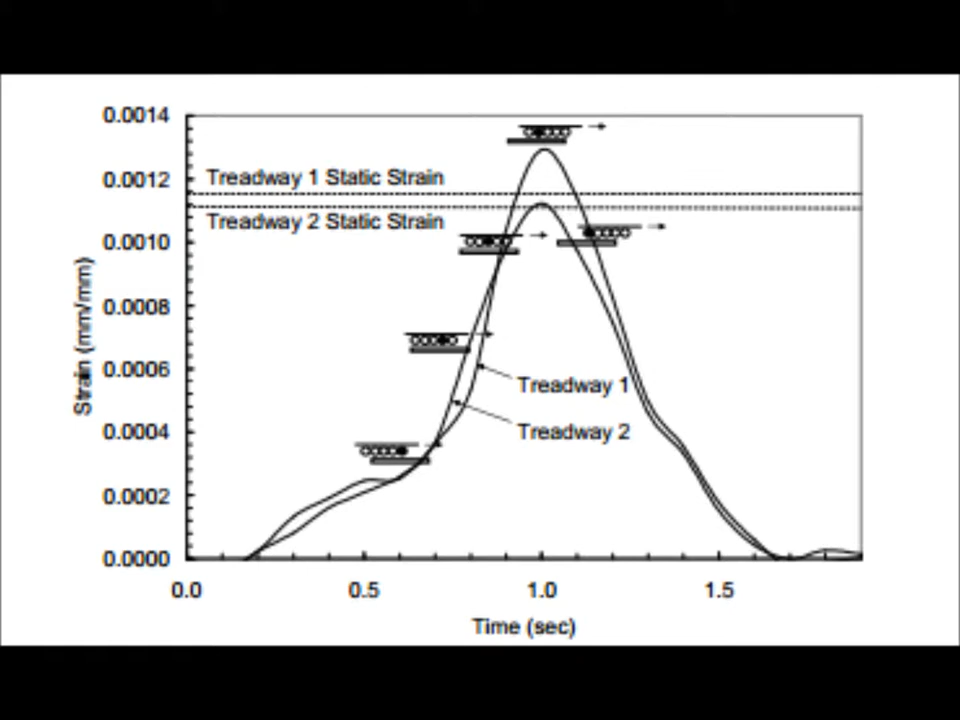 0.0014
0.0012
0.0010
0.0008
0.0006
0.0004
0.0002
0.0000
Strain (mm/mm)
Treadway 1 Static Strain
Treadway 2 Static Strain
Treadway 1
Treadway 2
0.0
0.5
1.0
1.5
Time (sec)